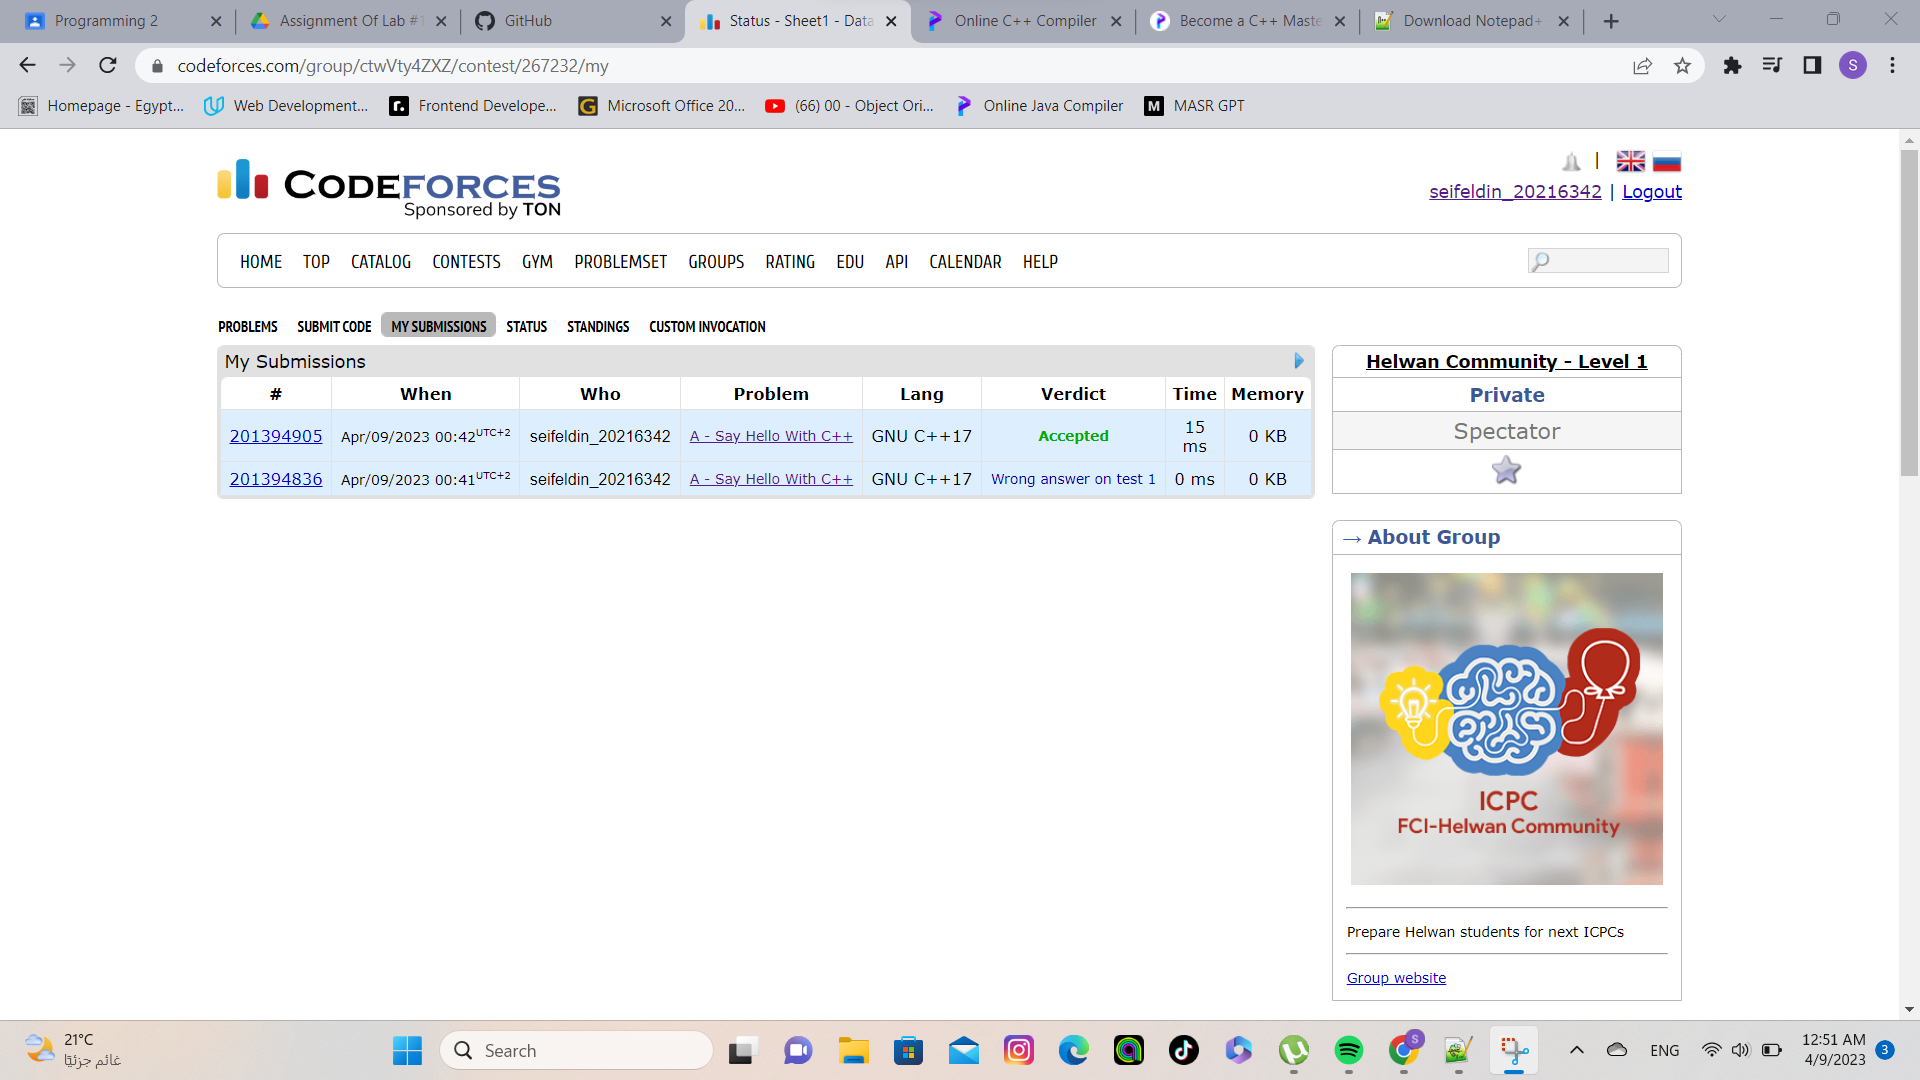 Programming 2
Assignment Of Lab #1
GitHub
Status - Sheet1 - Data
Online C++ Compiler
Become a C++ Maste
Download Notepad+
codeforces.com/group/ctwVty4ZXZ/contest/267232/my
S
Homepage - Egypt...
Web Development...
Frontend Develope...
Microsoft Office 20...
(66) 00 - Object Ori...
Online Java Compiler
M MASR GPT
CODEFORCES
Sponsored by TON
seifeldin_20216342 | Logout
HOME TOP CATALOG CONTESTS GYM PROBLEMSET GROUPS RATING EDU API CALENDAR HELP
PROBLEMS SUBMIT CODE MY SUBMISSIONS STATUS STANDINGS CUSTOM INVOCATION
My Submissions
# When Who Problem Lang Verdict Time Memory
201394905 Apr/09/2023 00:42UTC+2 seifeldin_20216342 A - Say Hello With C++ GNU C++17 Accepted 15 ms 0 KB
201394836 Apr/09/2023 00:41UTC+2 seifeldin_20216342 A - Say Hello With C++ GNU C++17 Wrong answer on test 1 0 ms 0 KB
Helwan Community - Level 1
Private
Spectator
→ About Group
ICPC
FCI-Helwan Community
Prepare Helwan students for next ICPCs
Group website
21°C
غائم جزئيًا
Search
S
ENG
12:51 AM
4/9/2023
3